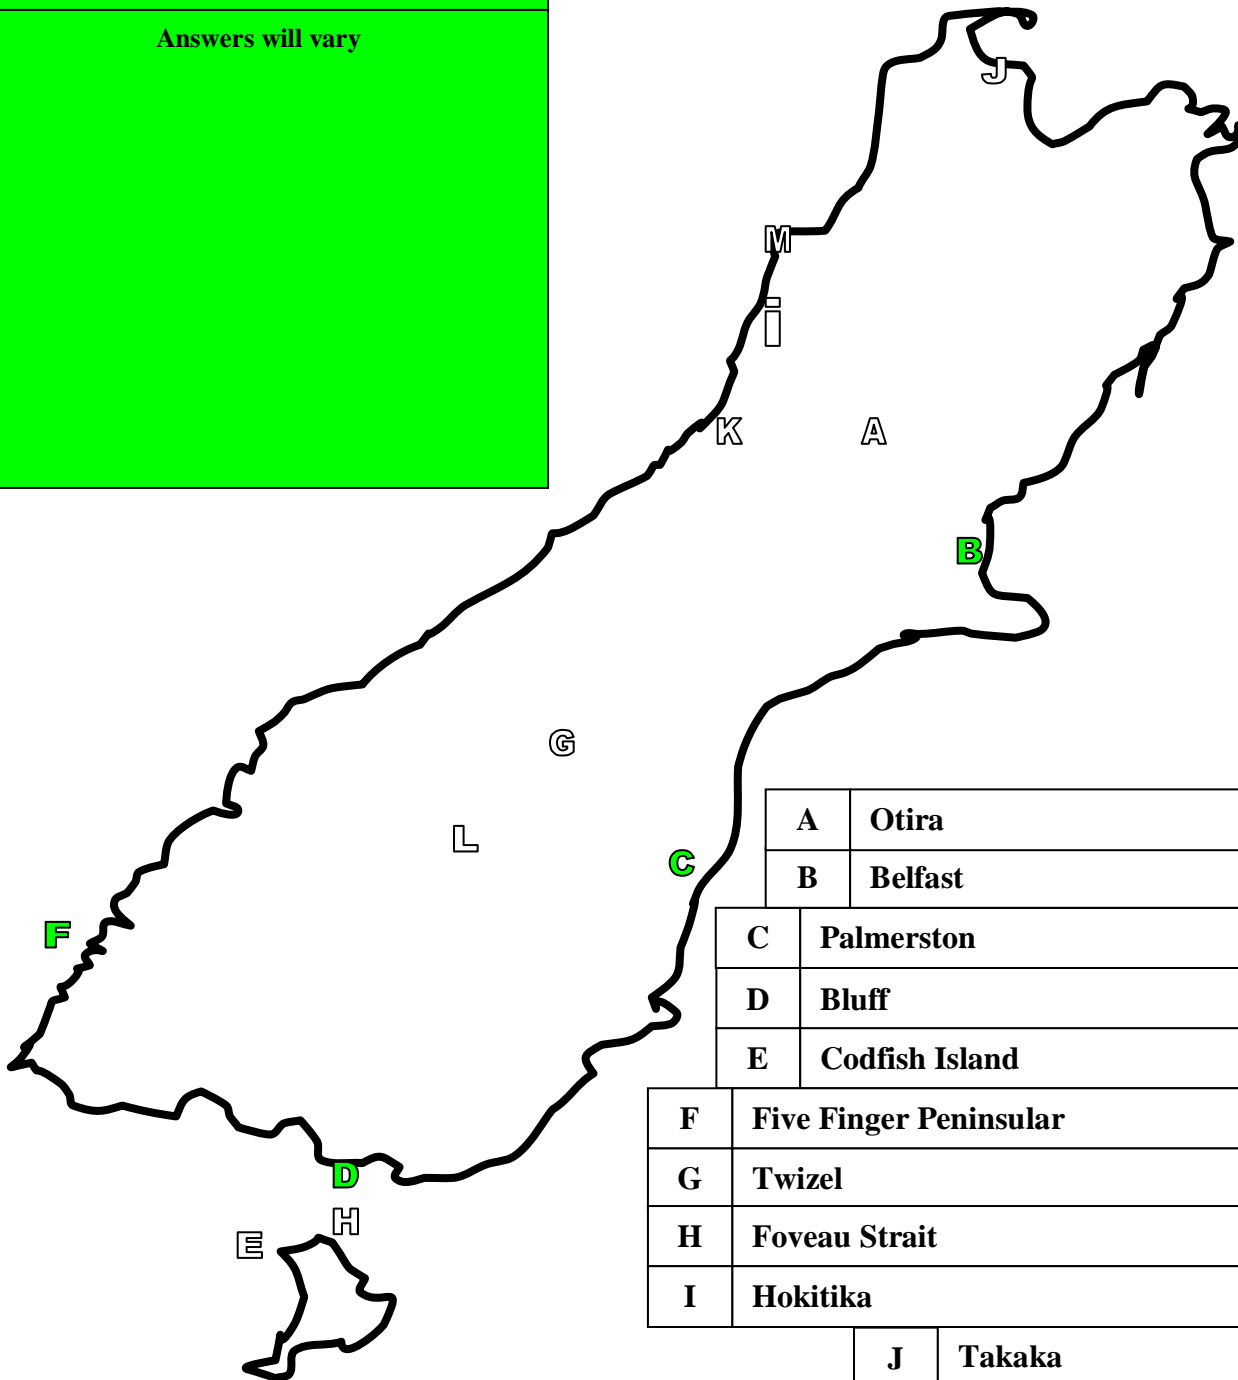 Answers will vary
J
M
i
K A
B
G
L
C
F
D
H
E
A Otira
B Belfast
C Palmerston
D Bluff
E Codfish Island
F Five Finger Peninsular
G Twizel
H Foveau Strait
I Hokitika
J Takaka